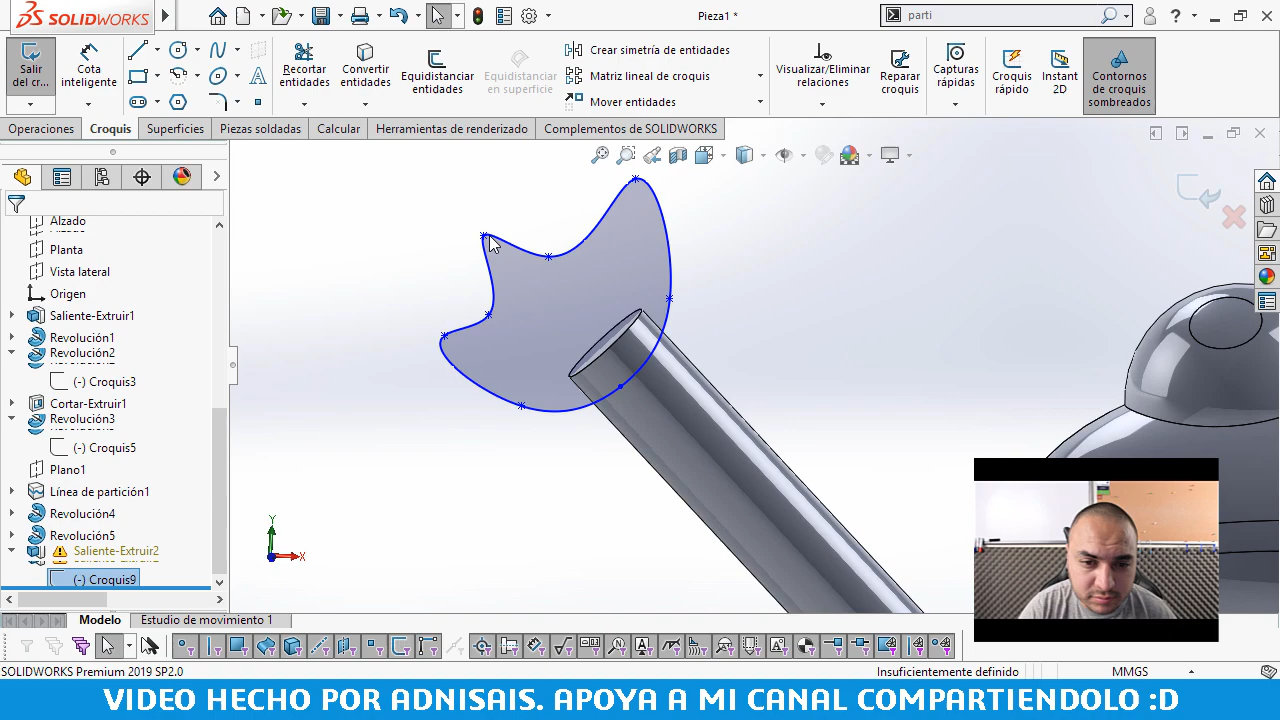 SOLIDWORKS
Pieza1 *
parti
Salir del cr...
Cota inteligente
Recortar entidades
Convertir entidades
Equidistanciar entidades
Equidistanciar en superficie
Crear simetría de entidades
Matriz lineal de croquis
Mover entidades
Visualizar/Eliminar relaciones
Reparar croquis
Capturas rápidas
Croquis rápido
Instant 2D
Contornos de croquis sombreados
Operaciones
Croquis
Superficies
Piezas soldadas
Calcular
Herramientas de renderizado
Complementos de SOLIDWORKS
Alzado
Planta
Vista lateral
Origen
Saliente-Extruir1
Revolución1
Revolución2
(-) Croquis3
Cortar-Extruir1
Revolución3
(-) Croquis5
Plano1
Línea de partición1
Revolución4
Revolución5
Saliente-Extruir2
(-) Croquis9
Y
X
Modelo
Estudio de movimiento 1
SOLIDWORKS Premium 2019 SP2.0
Insuficientemente definido
MMGS
VIDEO HECHO POR ADNISAIS. APOYA A MI CANAL COMPARTIENDOLO :D